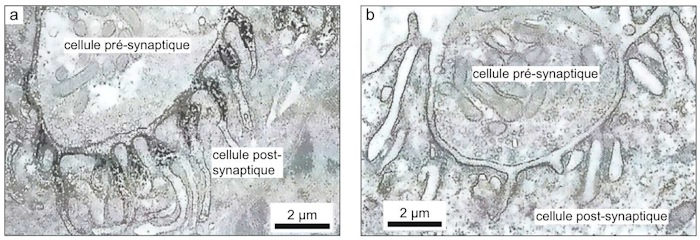 a
cellule pré-synaptique
cellule post-
synaptique
2 µm
b
cellule pré-synaptique
cellule post-synaptique
2 µm